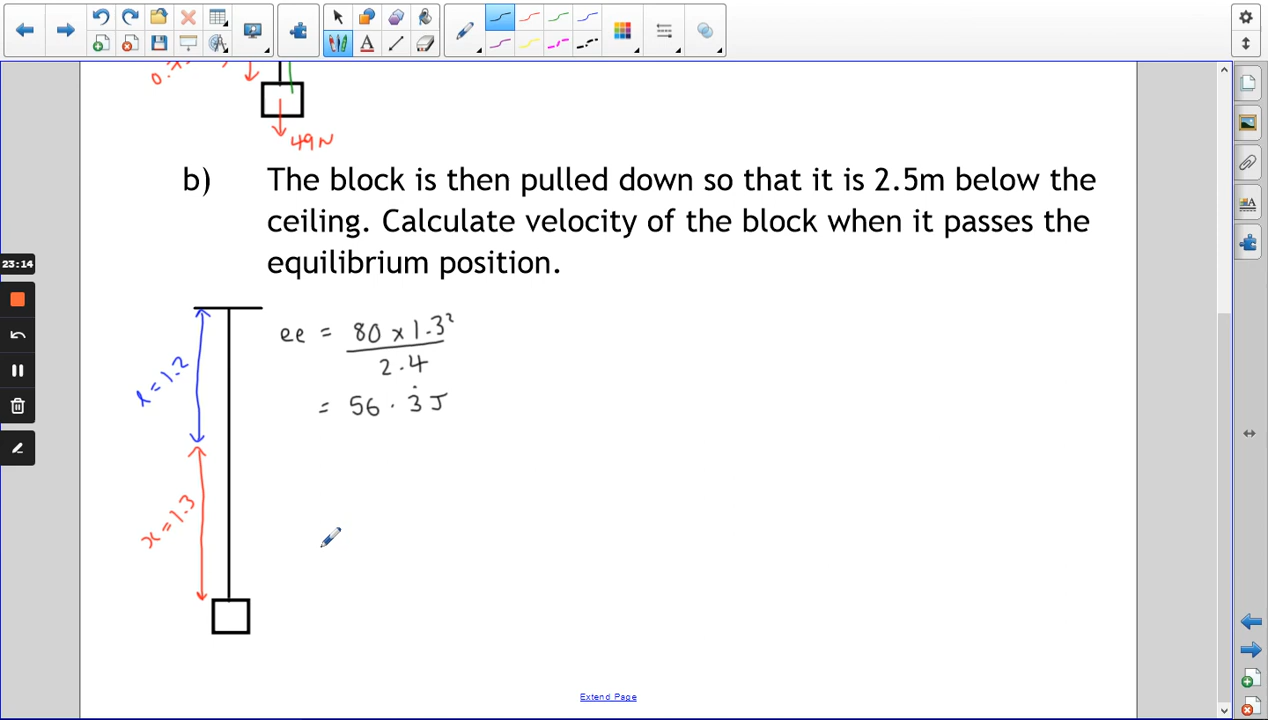 0.7
49N
b) The block is then pulled down so that it is 2.5m below the
ceiling. Calculate velocity of the block when it passes the
equilibrium position.
23:14
l = 1.2
x = 1.3
ee = 80 x 1.3²
2.4
= 56.3̇ J
Extend Page